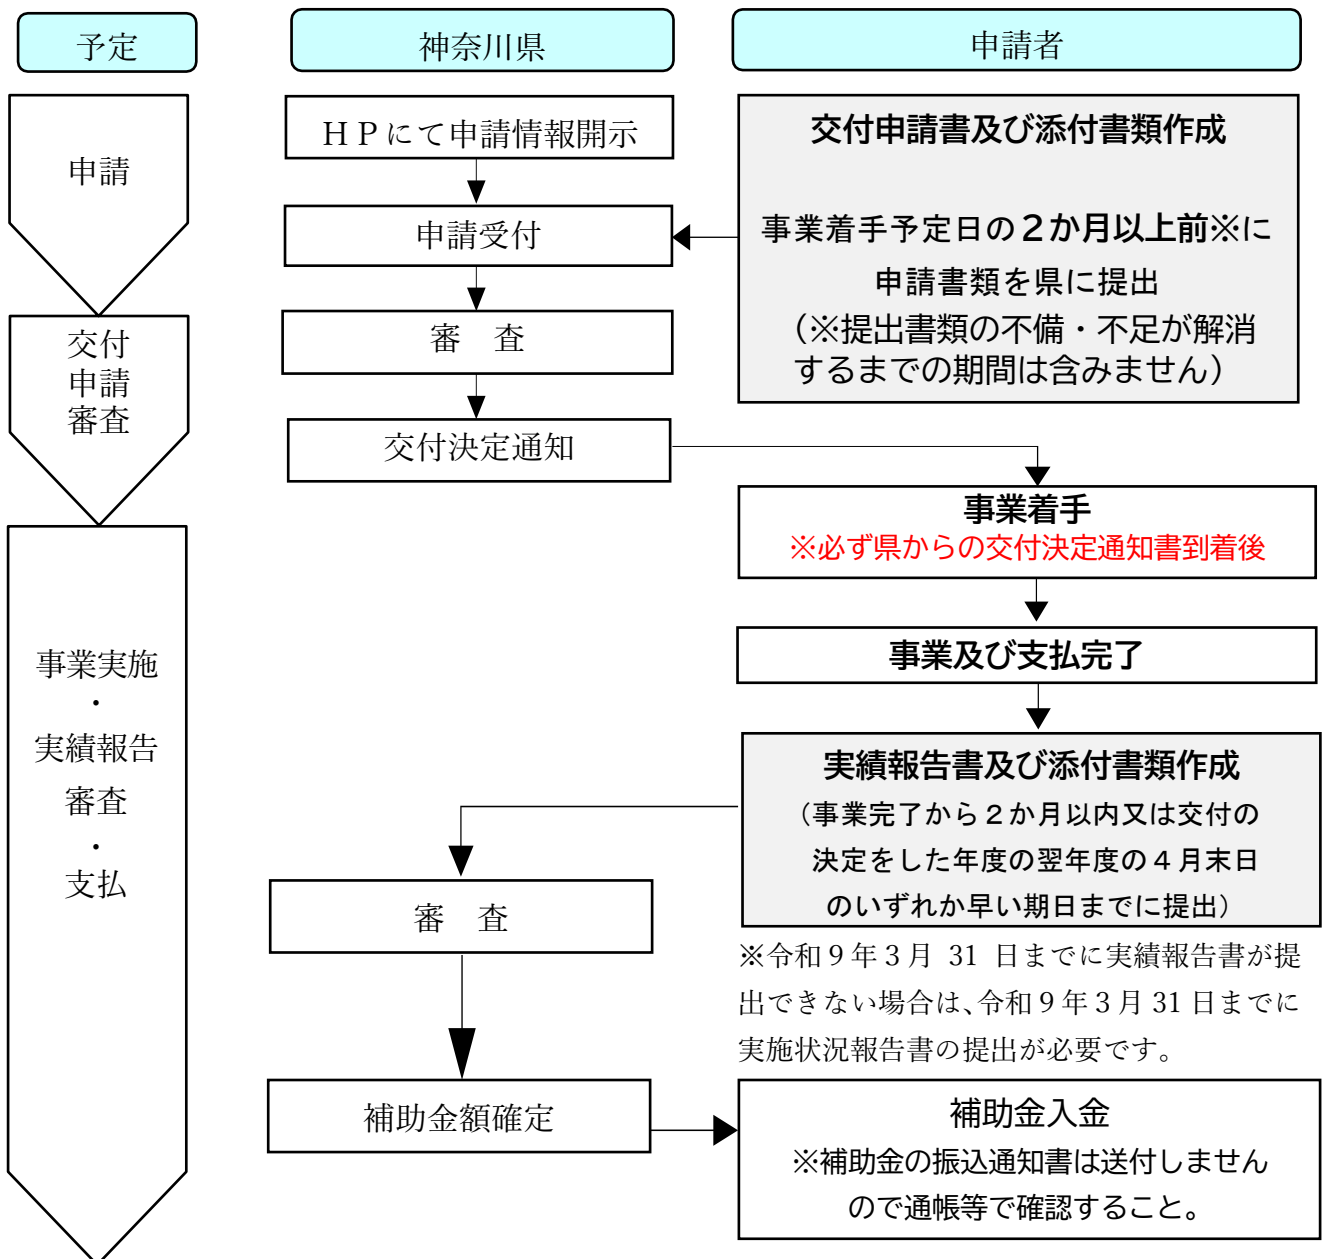 予定
神奈川県
申請者
申請
ＨＰにて申請情報開示
交付申請書及び添付書類作成
事業着手予定日の２か月以上前※に
申請書類を県に提出
（※提出書類の不備・不足が解消
するまでの期間は含みません）
申請受付
審　査
交付
申請
審査
交付決定通知
事業着手
※必ず県からの交付決定通知書到着後
事業及び支払完了
事業実施
・
実績報告
審査
・
支払
実績報告書及び添付書類作成
（事業完了から２か月以内又は交付の
決定をした年度の翌年度の４月末日
のいずれか早い期日までに提出）
審　査
※令和９年３月 31 日までに実績報告書が提
出できない場合は、令和９年３月 31 日までに
実施状況報告書の提出が必要です。
補助金額確定
補助金入金
※補助金の振込通知書は送付しません
ので通帳等で確認すること。